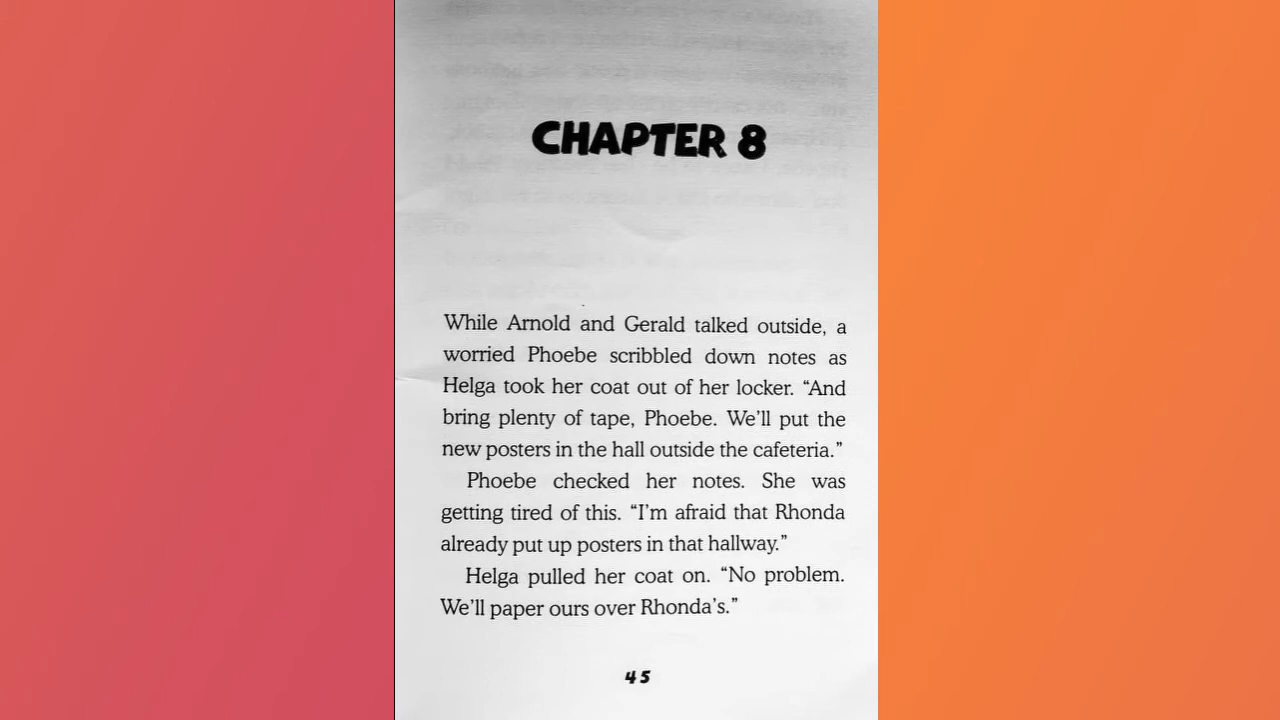 CHAPTER 8
While Arnold and Gerald talked outside, a
worried Phoebe scribbled down notes as
Helga took her coat out of her locker. “And
bring plenty of tape, Phoebe. We’ll put the
new posters in the hall outside the cafeteria.”
Phoebe checked her notes. She was
getting tired of this. “I’m afraid that Rhonda
already put up posters in that hallway.”
Helga pulled her coat on. “No problem.
We’ll paper ours over Rhonda’s.”
45